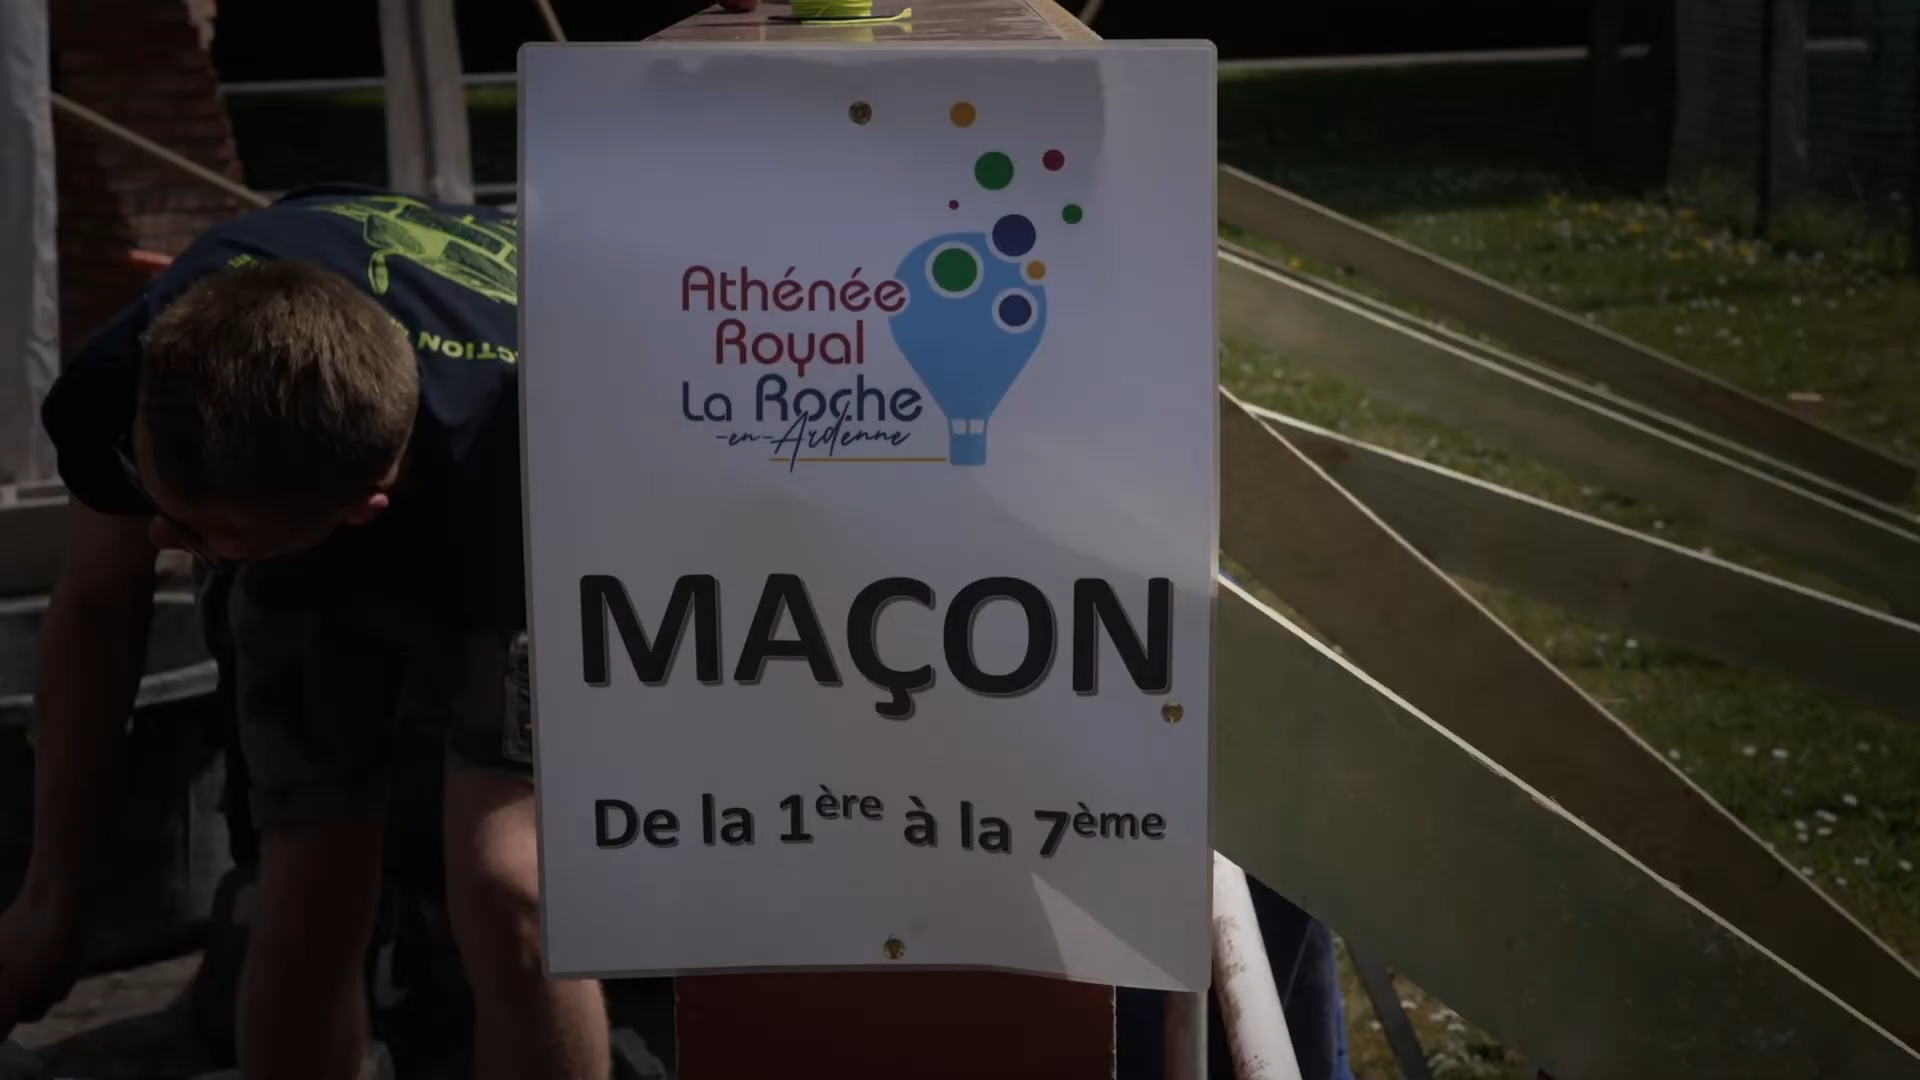 Athénée
Royal
La Roche
-en-Ardenne
MAÇON
De la 1ère à la 7ème